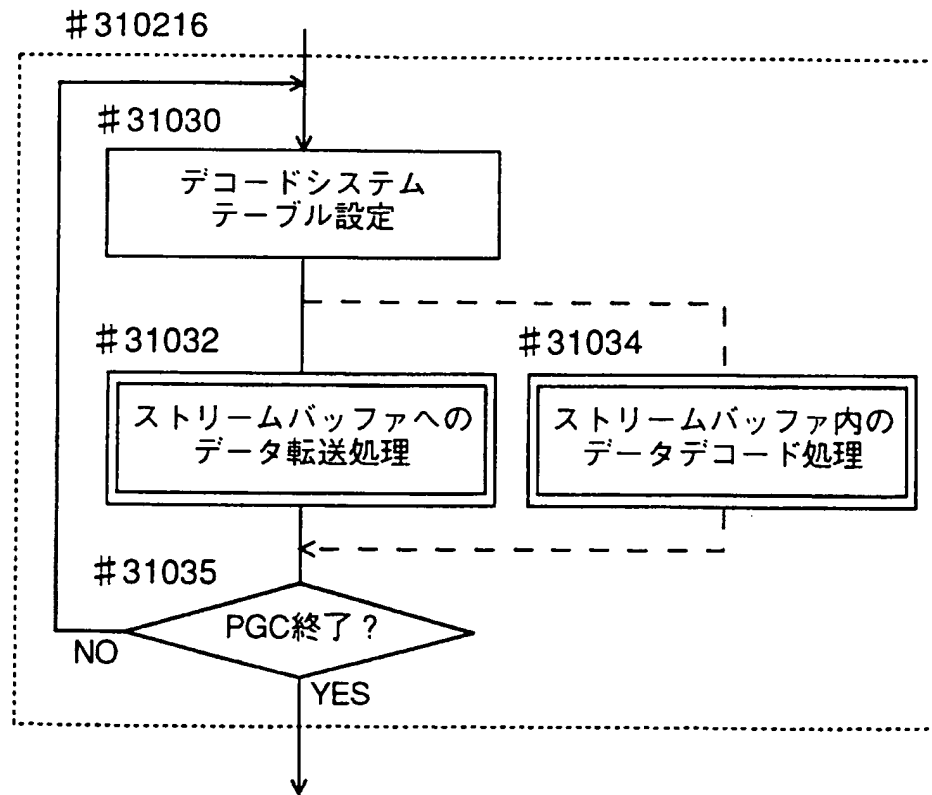 #310216
#31030
デコードシステム
テーブル設定
#31032
#31034
ストリームバッファへの
データ転送処理
ストリームバッファ内の
データデコード処理
#31035
PGC終了?
NO
YES